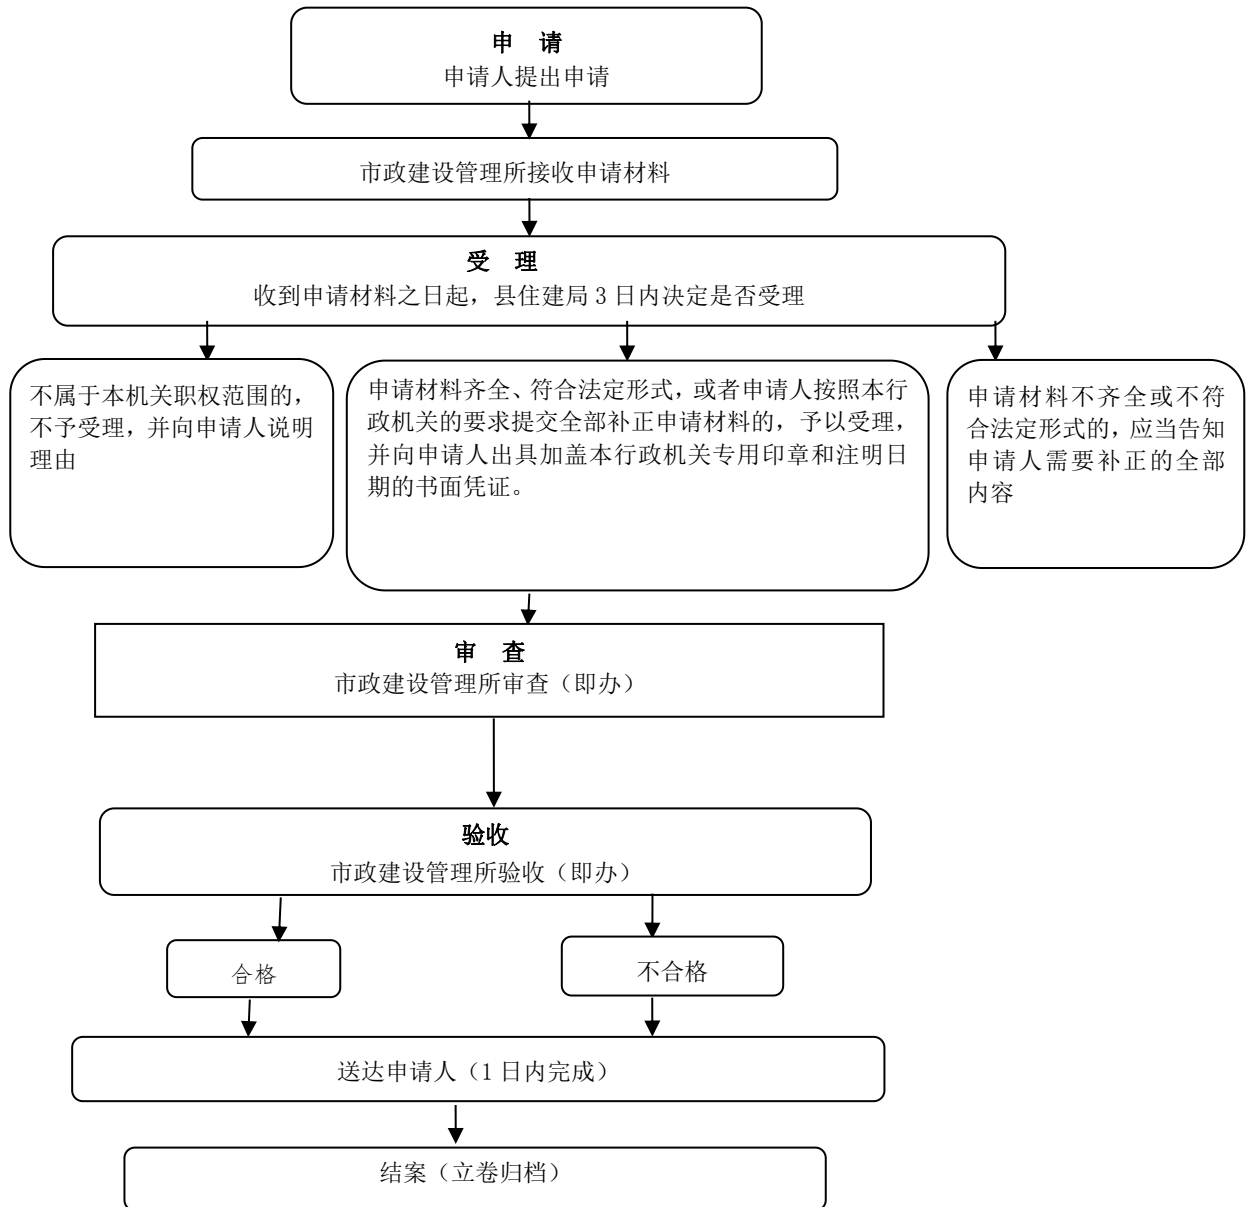 申 请
申请人提出申请
市政建设管理所接收申请材料
受 理
收到申请材料之日起，县住建局 3 日内决定是否受理
不属于本机关职权范围的，
不予受理，并向申请人说明
理由
申请材料齐全、符合法定形式，或者申请人按照本行
政机关的要求提交全部补正申请材料的，予以受理，
并向申请人出具加盖本行政机关专用印章和注明日
期的书面凭证。
申请材料不齐全或不符
合法定形式的，应当告知
申请人需要补正的全部
内容
审 查
市政建设管理所审查（即办）
验收
市政建设管理所验收（即办）
合格
不合格
送达申请人（1 日内完成）
结案（立卷归档）